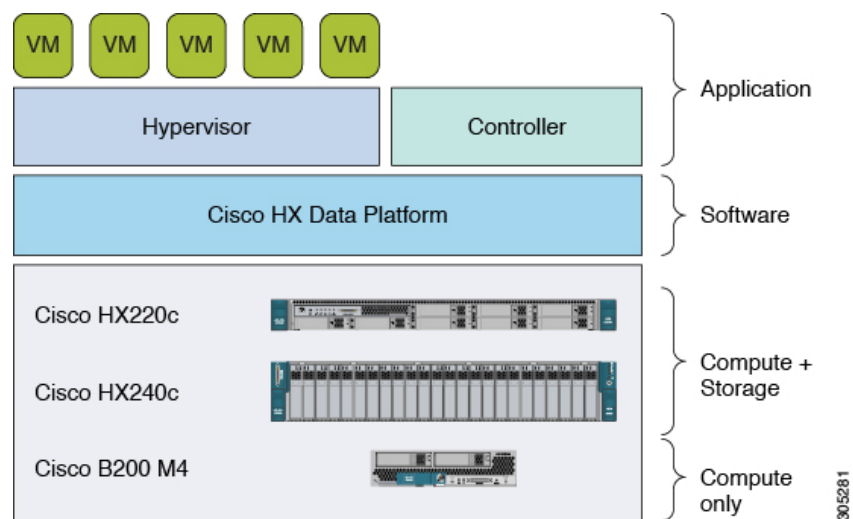 VM VM VM VM VM
Hypervisor
Controller
Application
Cisco HX Data Platform
Software
Cisco HX220c
Cisco HX240c
Compute +
Storage
Cisco B200 M4
Compute
only
305281